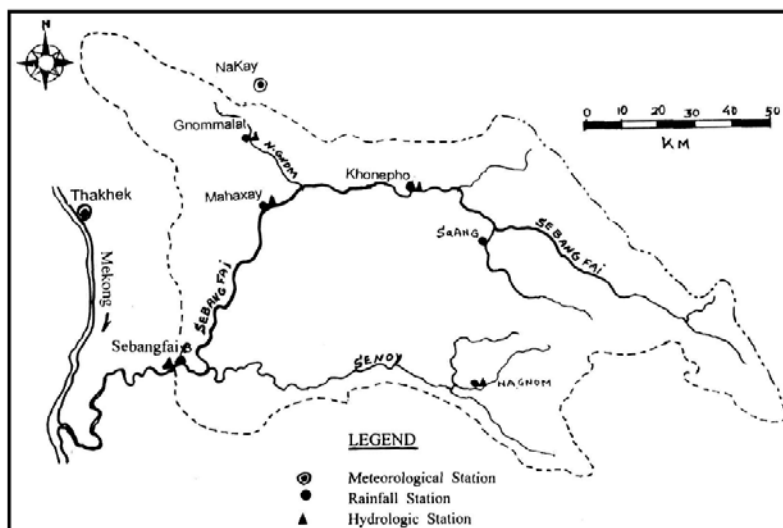 N
NaKay
0 10 20 30 40 50
KM
Gnommalat
N.GNOM
Khonepho
Mahaxay
Thakhek
SaANG
SEBANG FAI
SEBANG FAI
Mekong
Sebangfai
SENOY
NAGNOM
LEGEND
Meteorological Station
Rainfall Station
Hydrologic Station